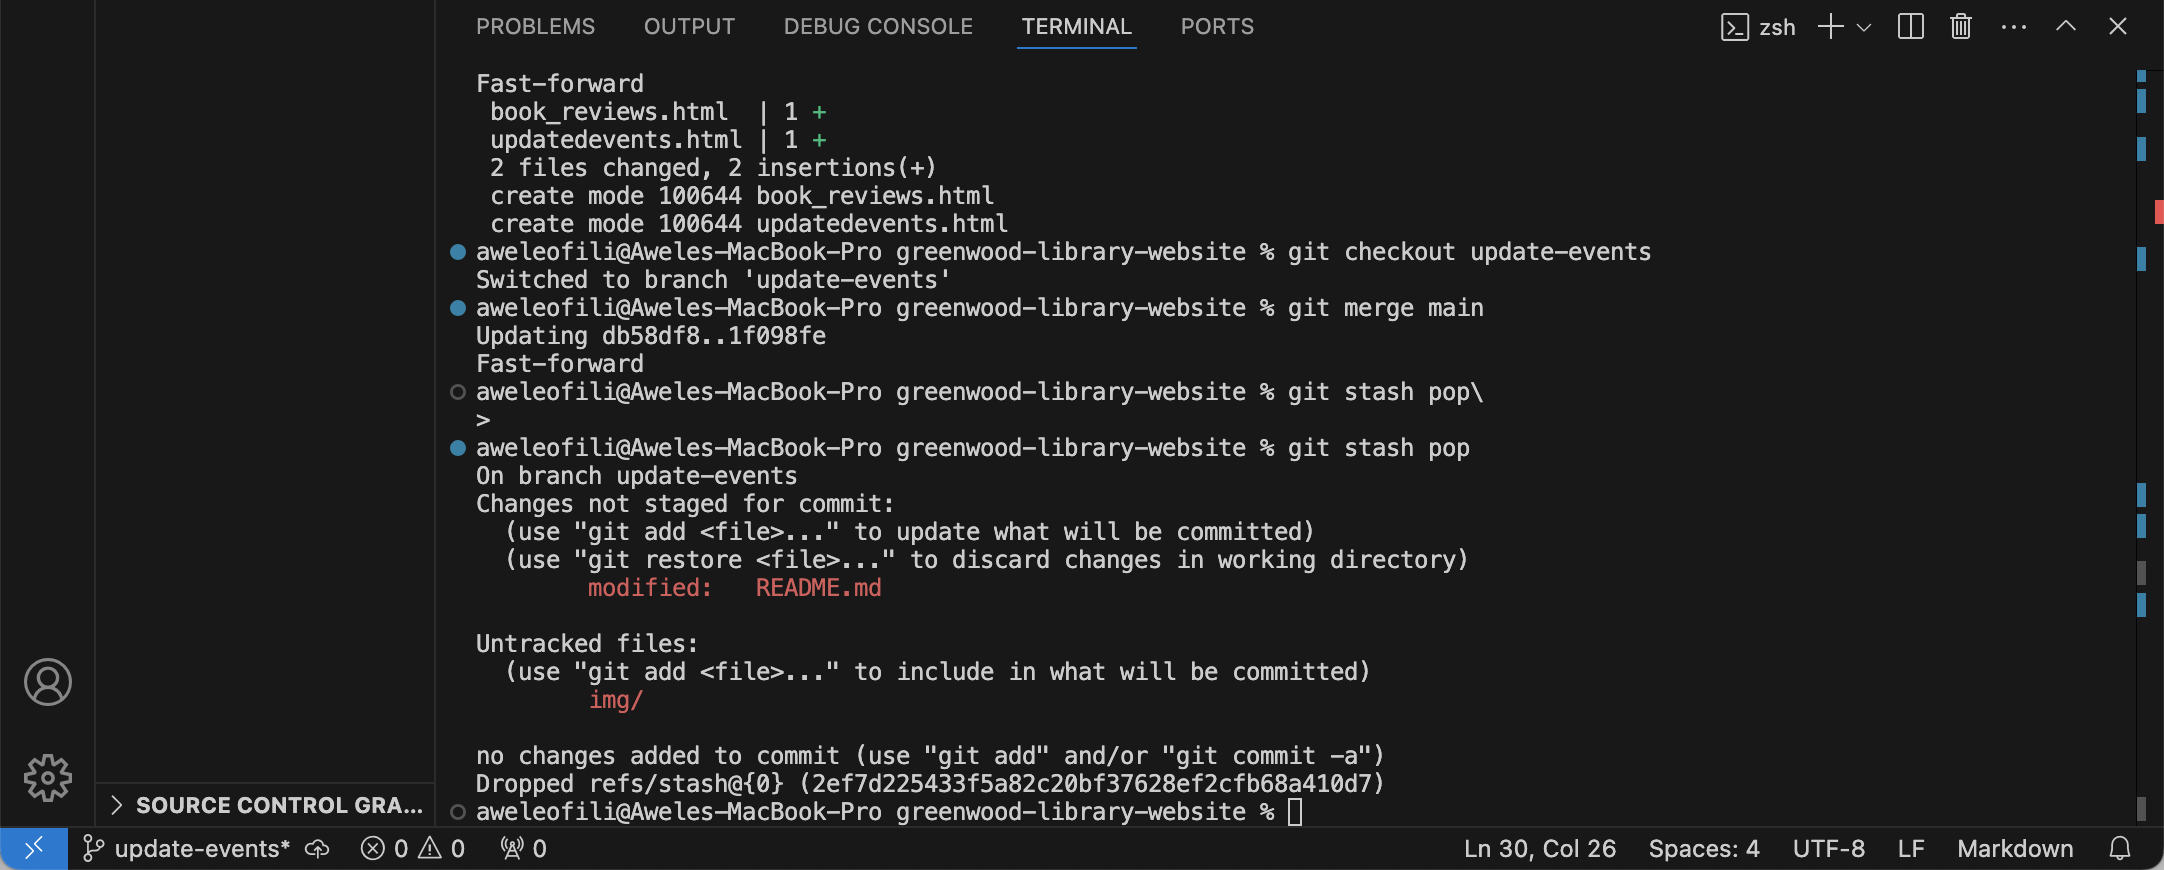 PROBLEMS OUTPUT DEBUG CONSOLE TERMINAL PORTS zsh
Fast-forward
book_reviews.html | 1 +
updatedevents.html | 1 +
2 files changed, 2 insertions(+)
create mode 100644 book_reviews.html
create mode 100644 updatedevents.html
aweleofili@Aweles-MacBook-Pro greenwood-library-website % git checkout update-events
Switched to branch 'update-events'
aweleofili@Aweles-MacBook-Pro greenwood-library-website % git merge main
Updating db58df8..1f098fe
Fast-forward
aweleofili@Aweles-MacBook-Pro greenwood-library-website % git stash pop\
>
aweleofili@Aweles-MacBook-Pro greenwood-library-website % git stash pop
On branch update-events
Changes not staged for commit:
(use "git add <file>..." to update what will be committed)
(use "git restore <file>..." to discard changes in working directory)
modified: README.md
Untracked files:
(use "git add <file>..." to include in what will be committed)
img/
no changes added to commit (use "git add" and/or "git commit -a")
Dropped refs/stash@{0} (2ef7d225433f5a82c20bf37628ef2cfb68a410d7)
aweleofili@Aweles-MacBook-Pro greenwood-library-website %
SOURCE CONTROL GRA...
update-events* 0 0 0 Ln 30, Col 26 Spaces: 4 UTF-8 LF Markdown